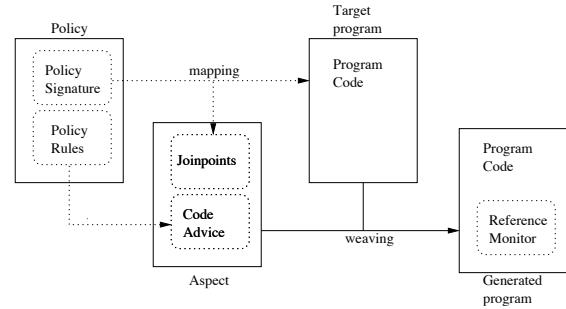 Policy
Policy
Signature
Policy
Rules
mapping
Target
program
Program
Code
Joinpoints
Code
Advice
Aspect
weaving
Program
Code
Reference
Monitor
Generated
program